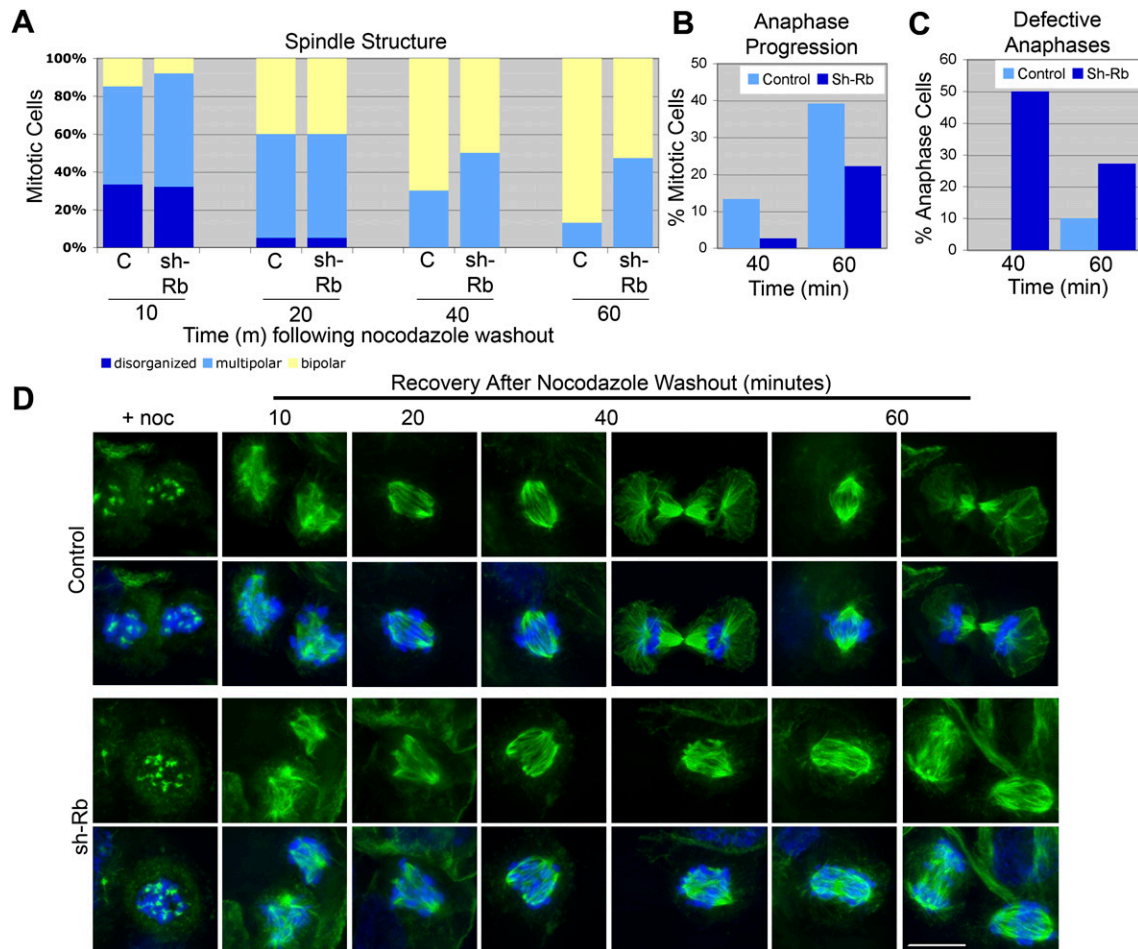 A
Spindle Structure
100%
80%
60%
40%
20%
0%
Mitotic Cells
C sh-Rb C sh-Rb C sh-Rb C sh-Rb
10 20 40 60
Time (m) following nocodazole washout
disorganized multipolar bipolar
B
Anaphase
Progression
50
40
30
20
10
0
% Mitotic Cells
Control Sh-Rb
40 60
Time (min)
C
Defective
Anaphases
60
50
40
30
20
10
0
% Anaphase Cells
Control Sh-Rb
40 60
Time (min)
D
Recovery After Nocodazole Washout (minutes)
+ noc 10 20 40 60
Control
sh-Rb